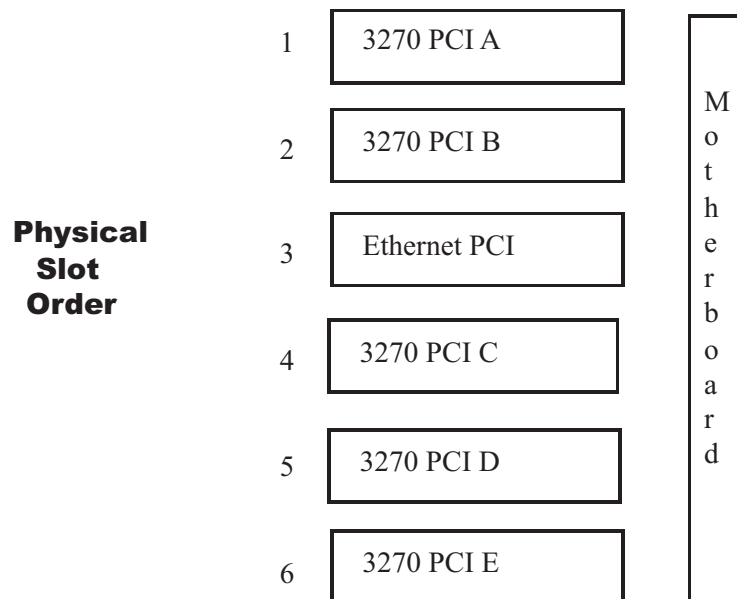 1 3270 PCI A
2 3270 PCI B
Physical
Slot
Order
3 Ethernet PCI
4 3270 PCI C
5 3270 PCI D
6 3270 PCI E
M
o
t
h
e
r
b
o
a
r
d